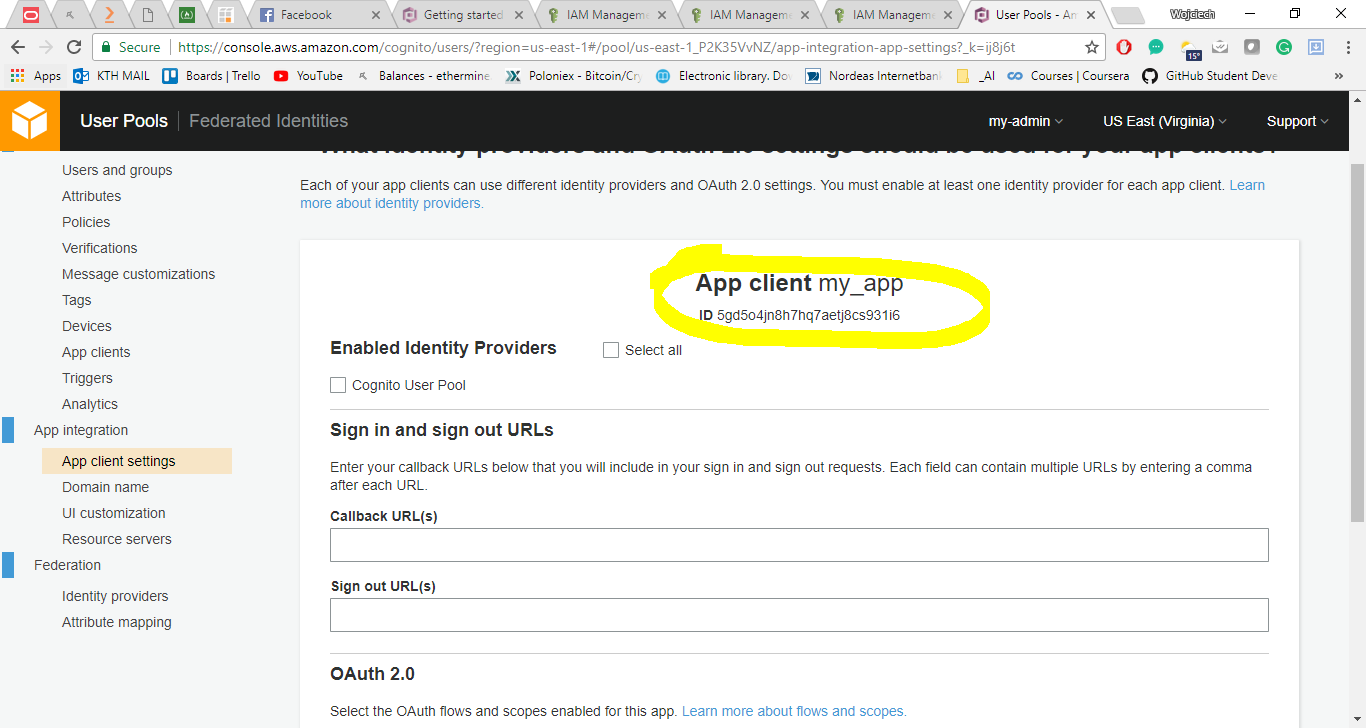 Facebook
Getting started
IAM Manageme
IAM Manageme
IAM Manageme
User Pools - Am
Wojciech
Secure
https://console.aws.amazon.com/cognito/users/?region=us-east-1#/pool/us-east-1_P2K35VvNZ/app-integration-app-settings?_k=ij8j6t
15°
Apps
KTH MAIL
Boards | Trello
YouTube
Balances - ethermine.
Poloniex - Bitcoin/Cry
Electronic library. Dow
Nordeas Internetbank
_AI
Courses | Coursera
GitHub Student Deve
»
User Pools
Federated Identities
my-admin
US East (Virginia)
Support
What identity providers and OAuth 2.0 settings should be used for your app clients?
Each of your app clients can use different identity providers and OAuth 2.0 settings. You must enable at least one identity provider for each app client. Learn
more about identity providers.
Users and groups
Attributes
Policies
Verifications
Message customizations
Tags
Devices
App clients
Triggers
Analytics
App integration
App client settings
Domain name
UI customization
Resource servers
Federation
Identity providers
Attribute mapping
App client my_app
ID 5gd5o4jn8h7hq7aetj8cs931i6
Enabled Identity Providers
Select all
Cognito User Pool
Sign in and sign out URLs
Enter your callback URLs below that you will include in your sign in and sign out requests. Each field can contain multiple URLs by entering a comma
after each URL.
Callback URL(s)
Sign out URL(s)
OAuth 2.0
Select the OAuth flows and scopes enabled for this app. Learn more about flows and scopes.